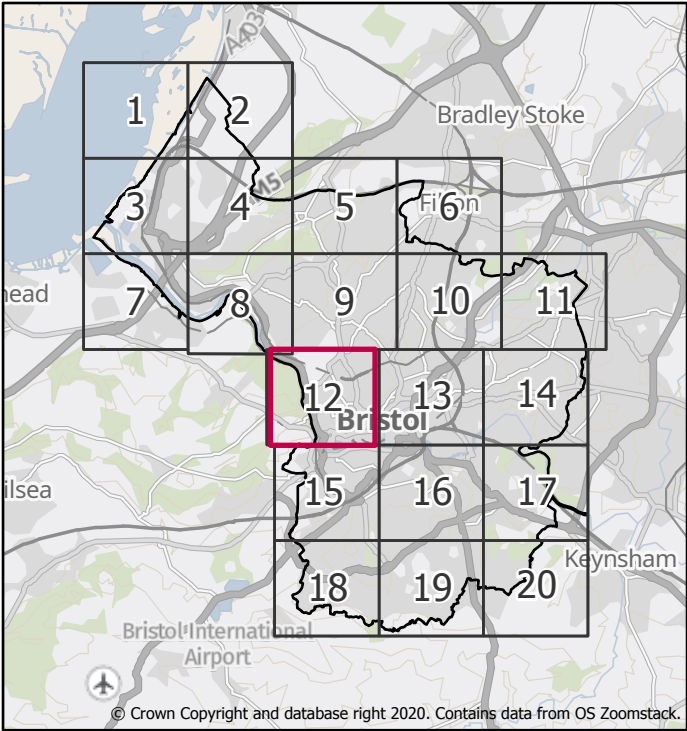 A403
1
2
Bradley Stoke
M5
3
4
5
6
Filton
head
7
8
9
10
11
12
13
14
Bristol
ilsea
15
16
17
Keynsham
18
19
20
Bristol International
Airport
© Crown Copyright and database right 2020. Contains data from OS Zoomstack.